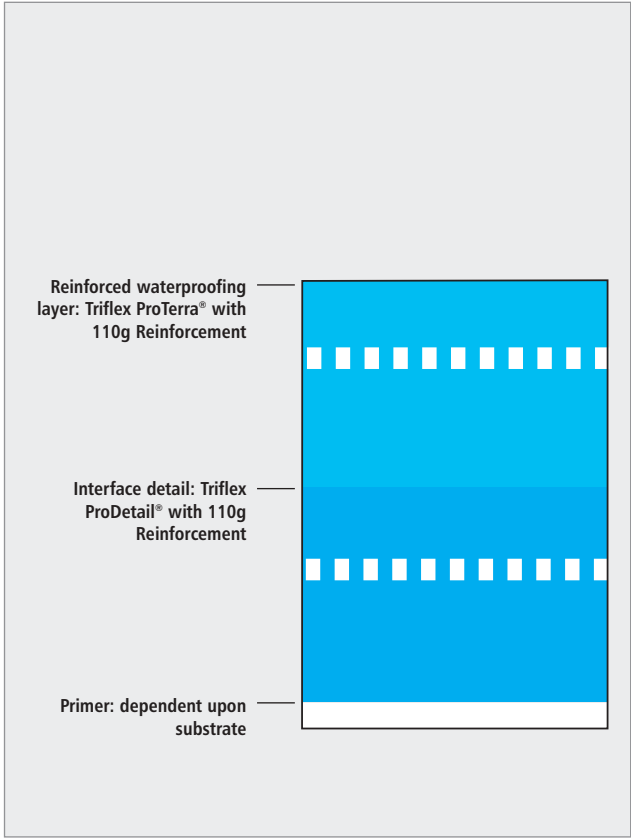 Reinforced waterproofing
layer: Triflex ProTerra® with
110g Reinforcement
Interface detail: Triflex
ProDetail® with 110g
Reinforcement
Primer: dependent upon
substrate